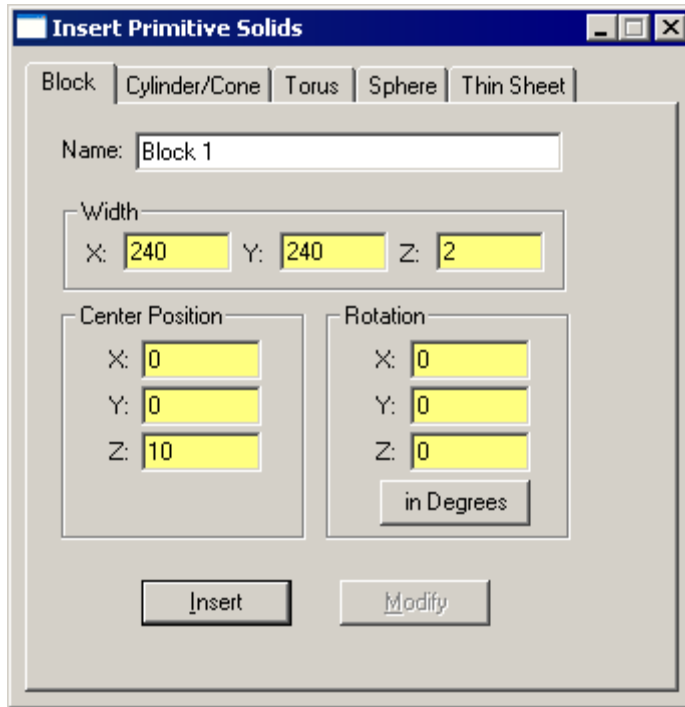 Insert Primitive Solids
Block Cylinder/Cone Torus Sphere Thin Sheet
Name: Block 1
Width
X: 240 Y: 240 Z: 2
Center Position
X: 0
Y: 0
Z: 10
Rotation
X: 0
Y: 0
Z: 0
in Degrees
Insert Modify